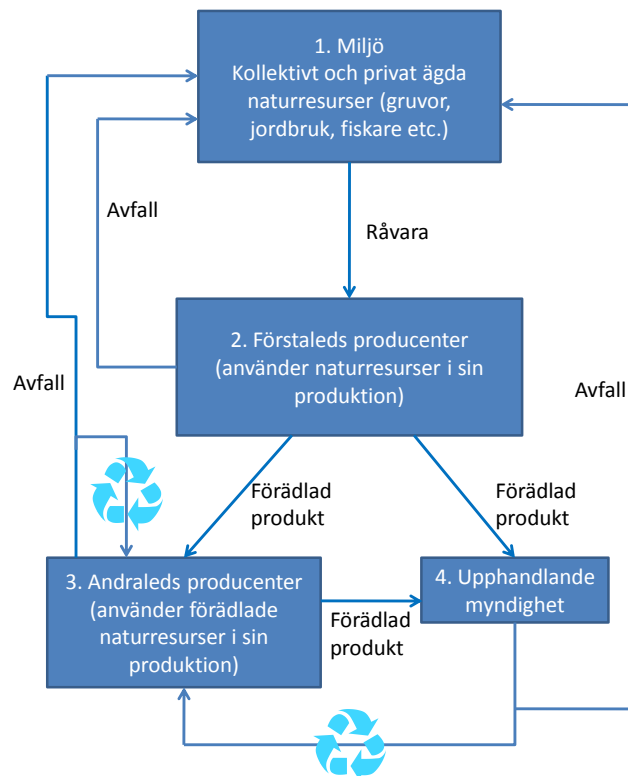 1. Miljö
Kollektivt och privat ägda
naturresurser (gruvor,
jordbruk, fiskare etc.)
Avfall
Råvara
2. Förstaleds producenter
(använder naturresurser i sin
produktion)
Avfall
Avfall
Förädlad
produkt
Förädlad
produkt
3. Andraleds producenter
(använder förädlade
naturresurser i sin
produktion)
Förädlad
produkt
4. Upphandlande
myndighet